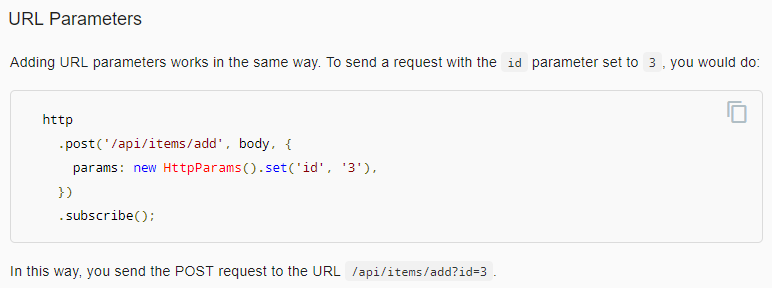 URL Parameters
Adding URL parameters works in the same way. To send a request with the id parameter set to 3, you would do:
http
.post('/api/items/add', body, {
params: new HttpParams().set('id', '3'),
})
.subscribe();
In this way, you send the POST request to the URL /api/items/add?id=3.